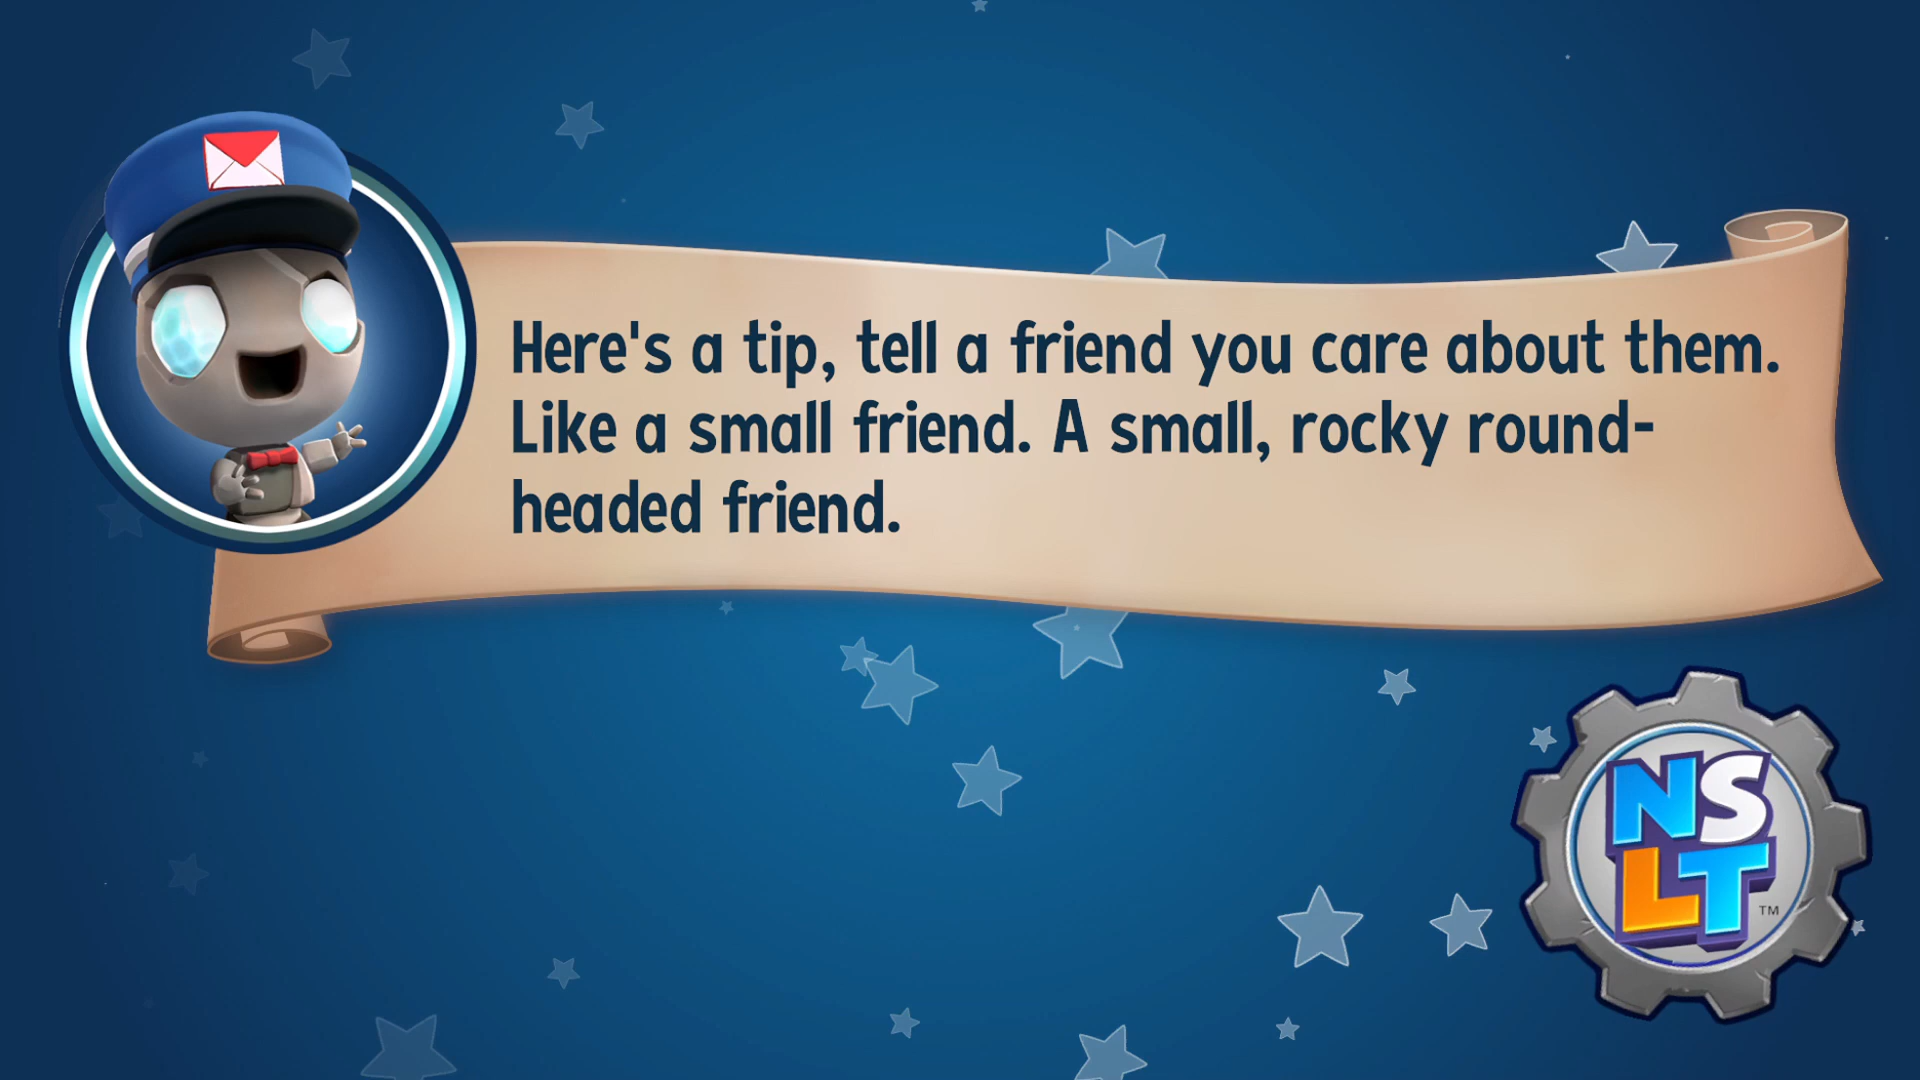 Here's a tip, tell a friend you care about them.
Like a small friend. A small, rocky round-
headed friend.
NS
LT
TM